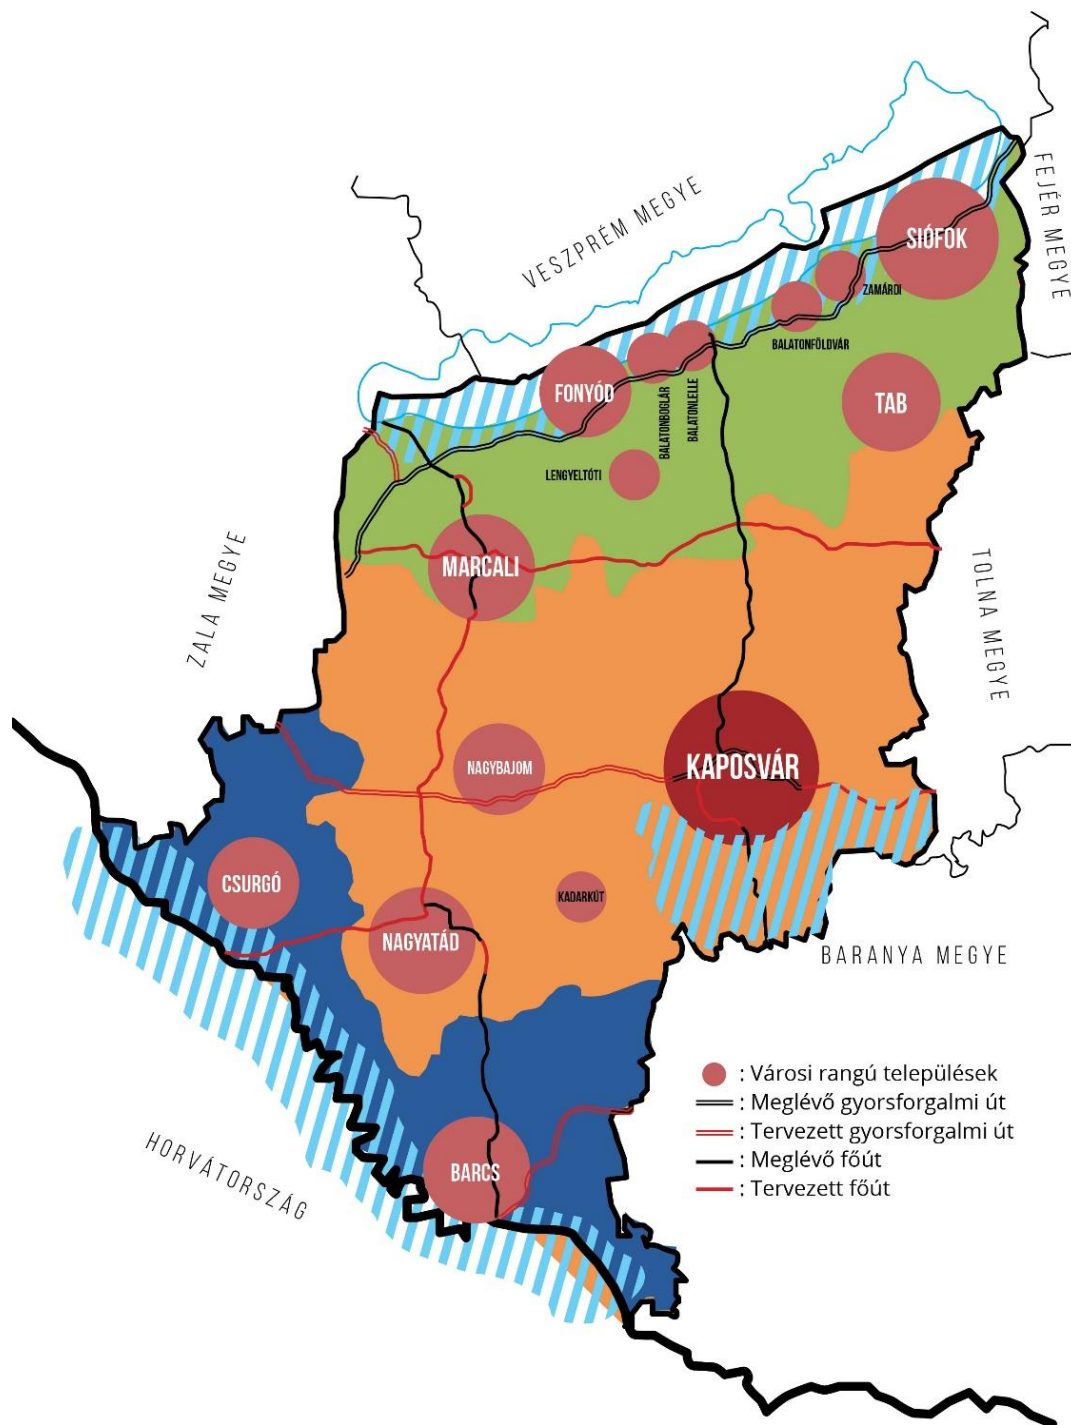 VESZPRÉM MEGYE
FEJÉR MEGYE
SIÓFOK
ZAMÁRDI
BALATONFÖLDVÁR
FONYÓD
BALATONBOGLÁR
BALATONLELLE
TAB
LENGYELTÓTI
MARCALI
ZALA MEGYE
TOLNA MEGYE
NAGYBAJOM
KAPOSVÁR
CSURGÓ
KADARKÚT
NAGYATÁD
BARANYA MEGYE
HORVÁTORSZÁG
BARCS
: Városi rangú települések
: Meglévő gyorsforgalmi út
: Tervezett gyorsforgalmi út
: Meglévő főút
: Tervezett főút